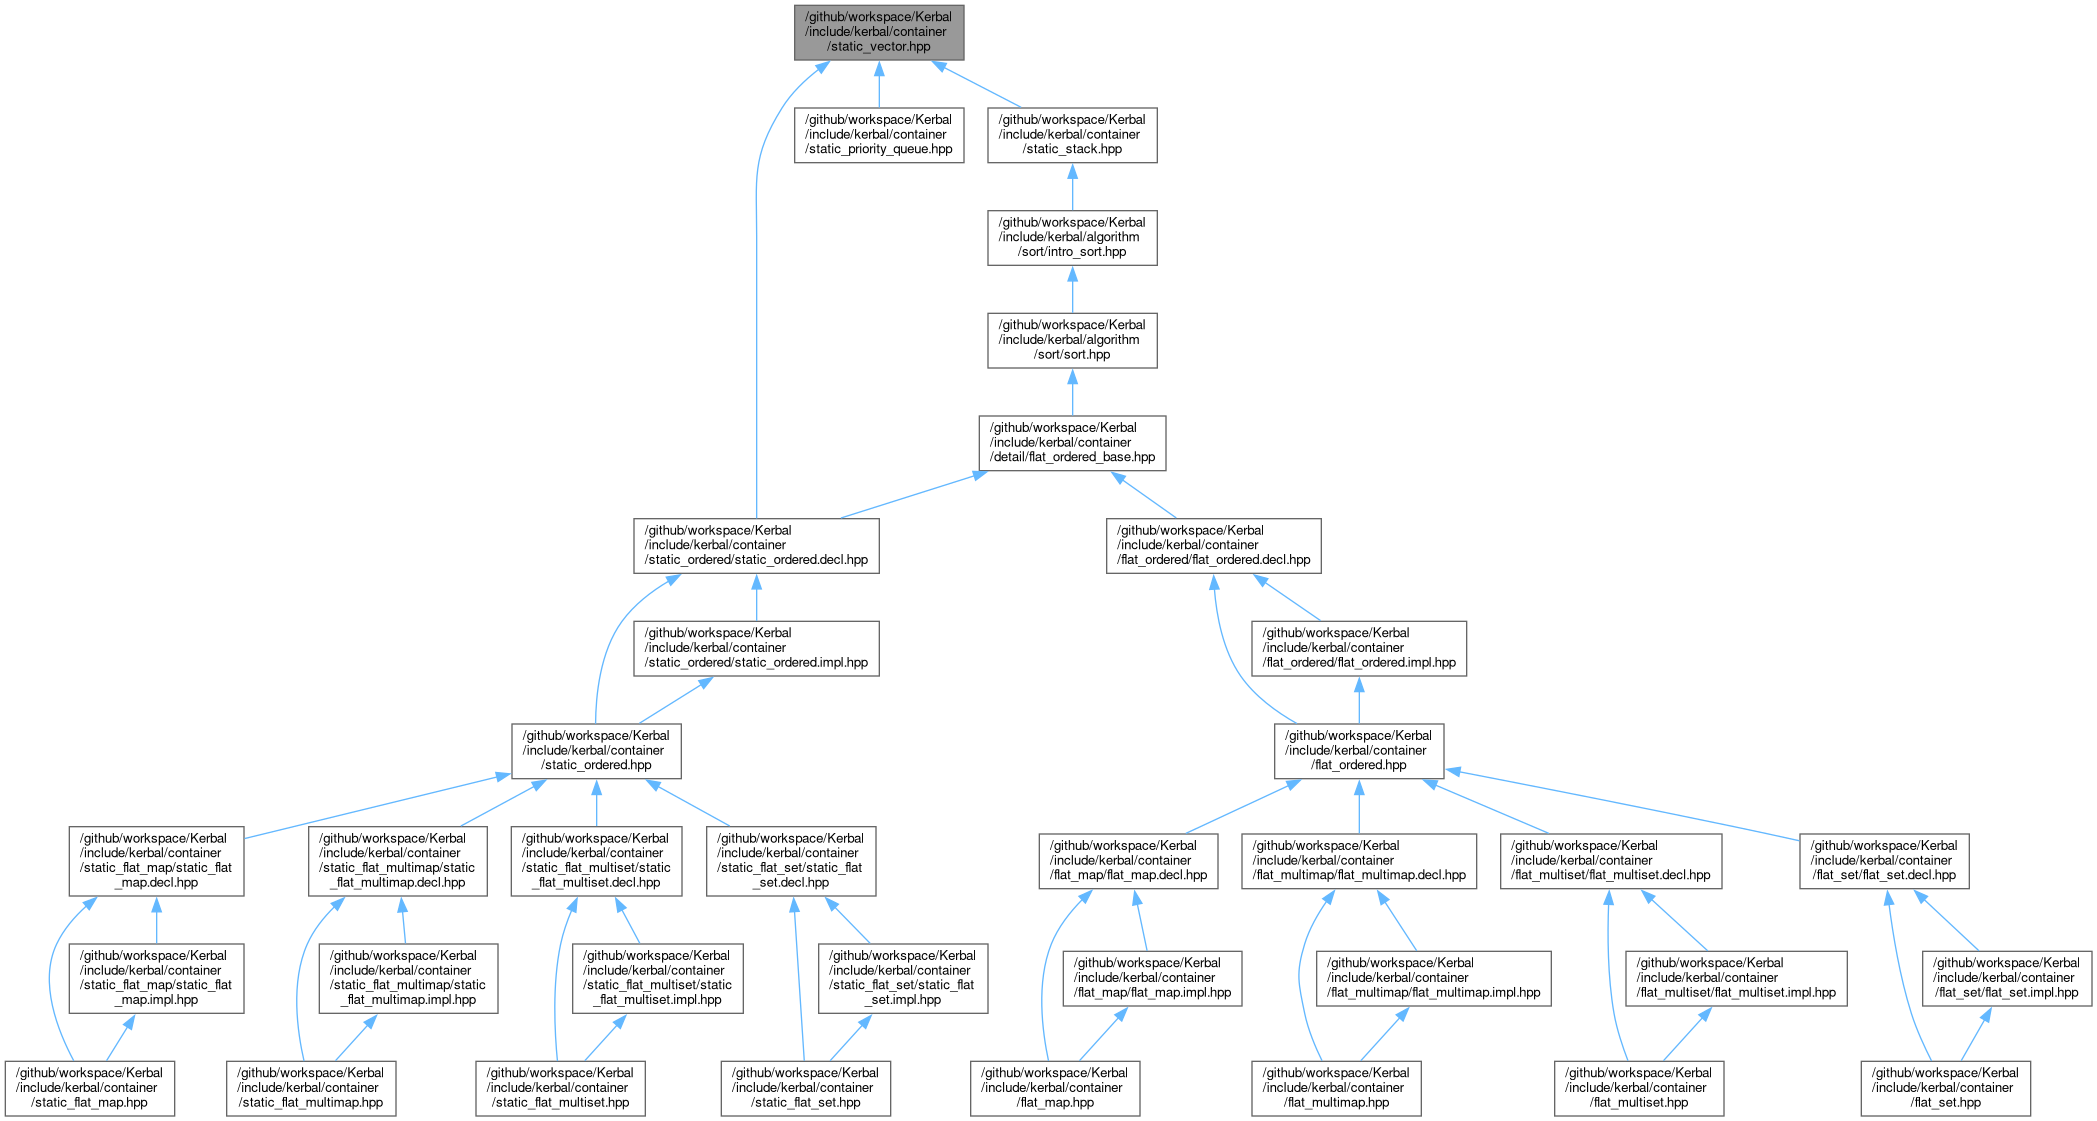 /github/workspace/Kerbal
/include/kerbal/container
/static_vector.hpp
/github/workspace/Kerbal
/include/kerbal/container
/static_priority_queue.hpp
/github/workspace/Kerbal
/include/kerbal/container
/static_stack.hpp
/github/workspace/Kerbal
/include/kerbal/algorithm
/sort/intro_sort.hpp
/github/workspace/Kerbal
/include/kerbal/algorithm
/sort/sort.hpp
/github/workspace/Kerbal
/include/kerbal/container
/detail/flat_ordered_base.hpp
/github/workspace/Kerbal
/include/kerbal/container
/static_ordered/static_ordered.decl.hpp
/github/workspace/Kerbal
/include/kerbal/container
/flat_ordered/flat_ordered.decl.hpp
/github/workspace/Kerbal
/include/kerbal/container
/static_ordered/static_ordered.impl.hpp
/github/workspace/Kerbal
/include/kerbal/container
/flat_ordered/flat_ordered.impl.hpp
/github/workspace/Kerbal
/include/kerbal/container
/static_ordered.hpp
/github/workspace/Kerbal
/include/kerbal/container
/flat_ordered.hpp
/github/workspace/Kerbal
/include/kerbal/container
/static_flat_map/static_flat
_map.decl.hpp
/github/workspace/Kerbal
/include/kerbal/container
/static_flat_multimap/static
_flat_multimap.decl.hpp
/github/workspace/Kerbal
/include/kerbal/container
/static_flat_multiset/static
_flat_multiset.decl.hpp
/github/workspace/Kerbal
/include/kerbal/container
/static_flat_set/static_flat
_set.decl.hpp
/github/workspace/Kerbal
/include/kerbal/container
/flat_map/flat_map.decl.hpp
/github/workspace/Kerbal
/include/kerbal/container
/flat_multimap/flat_multimap.decl.hpp
/github/workspace/Kerbal
/include/kerbal/container
/flat_multiset/flat_multiset.decl.hpp
/github/workspace/Kerbal
/include/kerbal/container
/flat_set/flat_set.decl.hpp
/github/workspace/Kerbal
/include/kerbal/container
/static_flat_map/static_flat
_map.impl.hpp
/github/workspace/Kerbal
/include/kerbal/container
/static_flat_multimap/static
_flat_multimap.impl.hpp
/github/workspace/Kerbal
/include/kerbal/container
/static_flat_multiset/static
_flat_multiset.impl.hpp
/github/workspace/Kerbal
/include/kerbal/container
/static_flat_set/static_flat
_set.impl.hpp
/github/workspace/Kerbal
/include/kerbal/container
/flat_map/flat_map.impl.hpp
/github/workspace/Kerbal
/include/kerbal/container
/flat_multimap/flat_multimap.impl.hpp
/github/workspace/Kerbal
/include/kerbal/container
/flat_multiset/flat_multiset.impl.hpp
/github/workspace/Kerbal
/include/kerbal/container
/flat_set/flat_set.impl.hpp
/github/workspace/Kerbal
/include/kerbal/container
/static_flat_map.hpp
/github/workspace/Kerbal
/include/kerbal/container
/static_flat_multimap.hpp
/github/workspace/Kerbal
/include/kerbal/container
/static_flat_multiset.hpp
/github/workspace/Kerbal
/include/kerbal/container
/static_flat_set.hpp
/github/workspace/Kerbal
/include/kerbal/container
/flat_map.hpp
/github/workspace/Kerbal
/include/kerbal/container
/flat_multimap.hpp
/github/workspace/Kerbal
/include/kerbal/container
/flat_multiset.hpp
/github/workspace/Kerbal
/include/kerbal/container
/flat_set.hpp